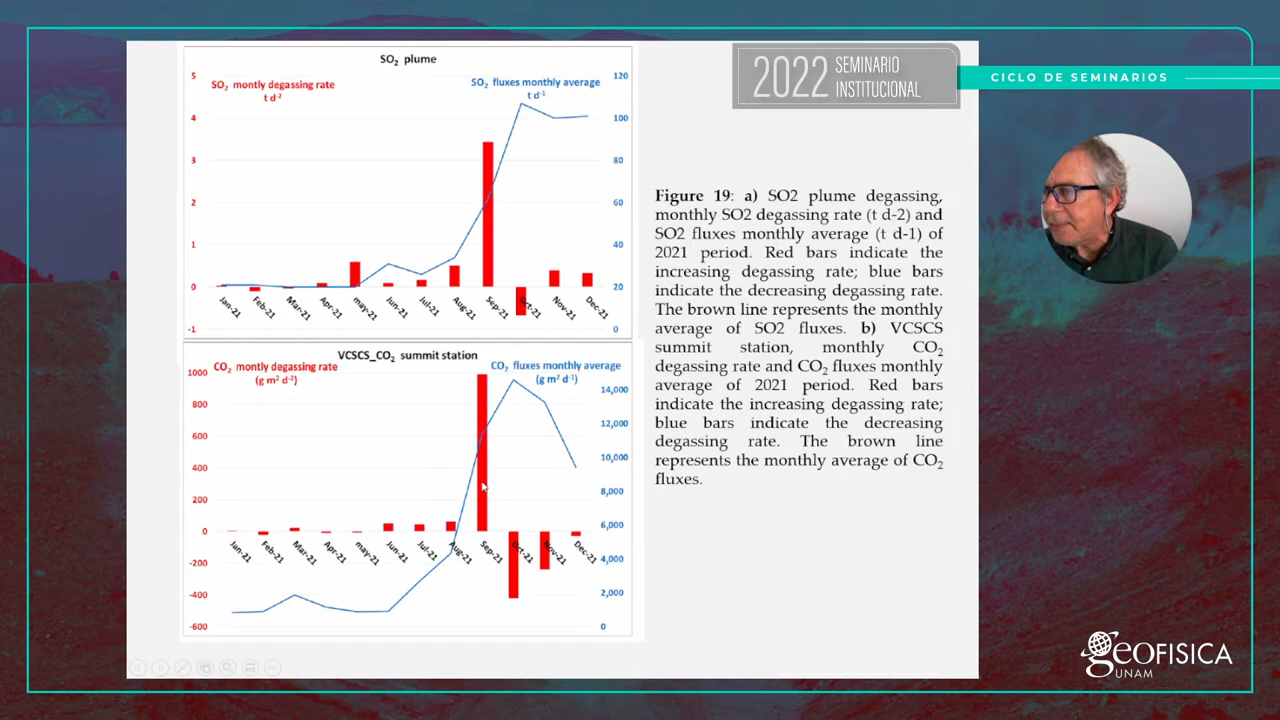 SO2 plume
SO2 montly degassing rate
t d-2
SO2 fluxes monthly average
t d-1
5
4
3
2
1
0
-1
120
100
80
60
40
20
0
Jan-21
Feb-21
Mar-21
Apr-21
may-21
Jun-21
Jul-21
Aug-21
Sep-21
Oct-21
Nov-21
Dec-21
VCSCS_CO2 summit station
CO2 montly degassing rate
(g m2 d-2)
CO2 fluxes monthly average
(g m2 d-1)
1000
800
600
400
200
0
-200
-400
-600
14,000
12,000
10,000
8,000
6,000
4,000
2,000
0
Jan-21
Feb-21
Mar-21
Apr-21
may-21
Jun-21
Jul-21
Aug-21
Sep-21
Oct-21
Nov-21
Dec-21
2022 SEMINARIO
INSTITUCIONAL
CICLO DE SEMINARIOS
Figure 19: a) SO2 plume degassing,
monthly SO2 degassing rate (t d-2) and
SO2 fluxes monthly average (t d-1) of
2021 period. Red bars indicate the
increasing degassing rate; blue bars
indicate the decreasing degassing rate.
The brown line represents the monthly
average of SO2 fluxes. b) VCSCS
summit station, monthly CO2
degassing rate and CO2 fluxes monthly
average of 2021 period. Red bars
indicate the increasing degassing rate;
blue bars indicate the decreasing
degassing rate. The brown line
represents the monthly average of CO2
fluxes.
GEOFISICA
UNAM